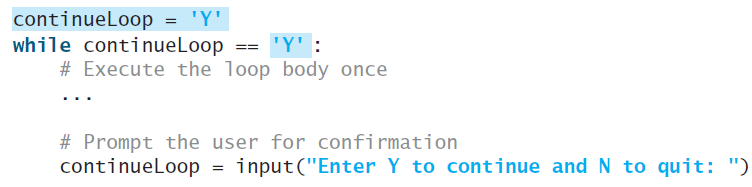 continueLoop = 'Y'
while continueLoop == 'Y':
    # Execute the loop body once
    ...
    # Prompt the user for confirmation
    continueLoop = input("Enter Y to continue and N to quit: ")